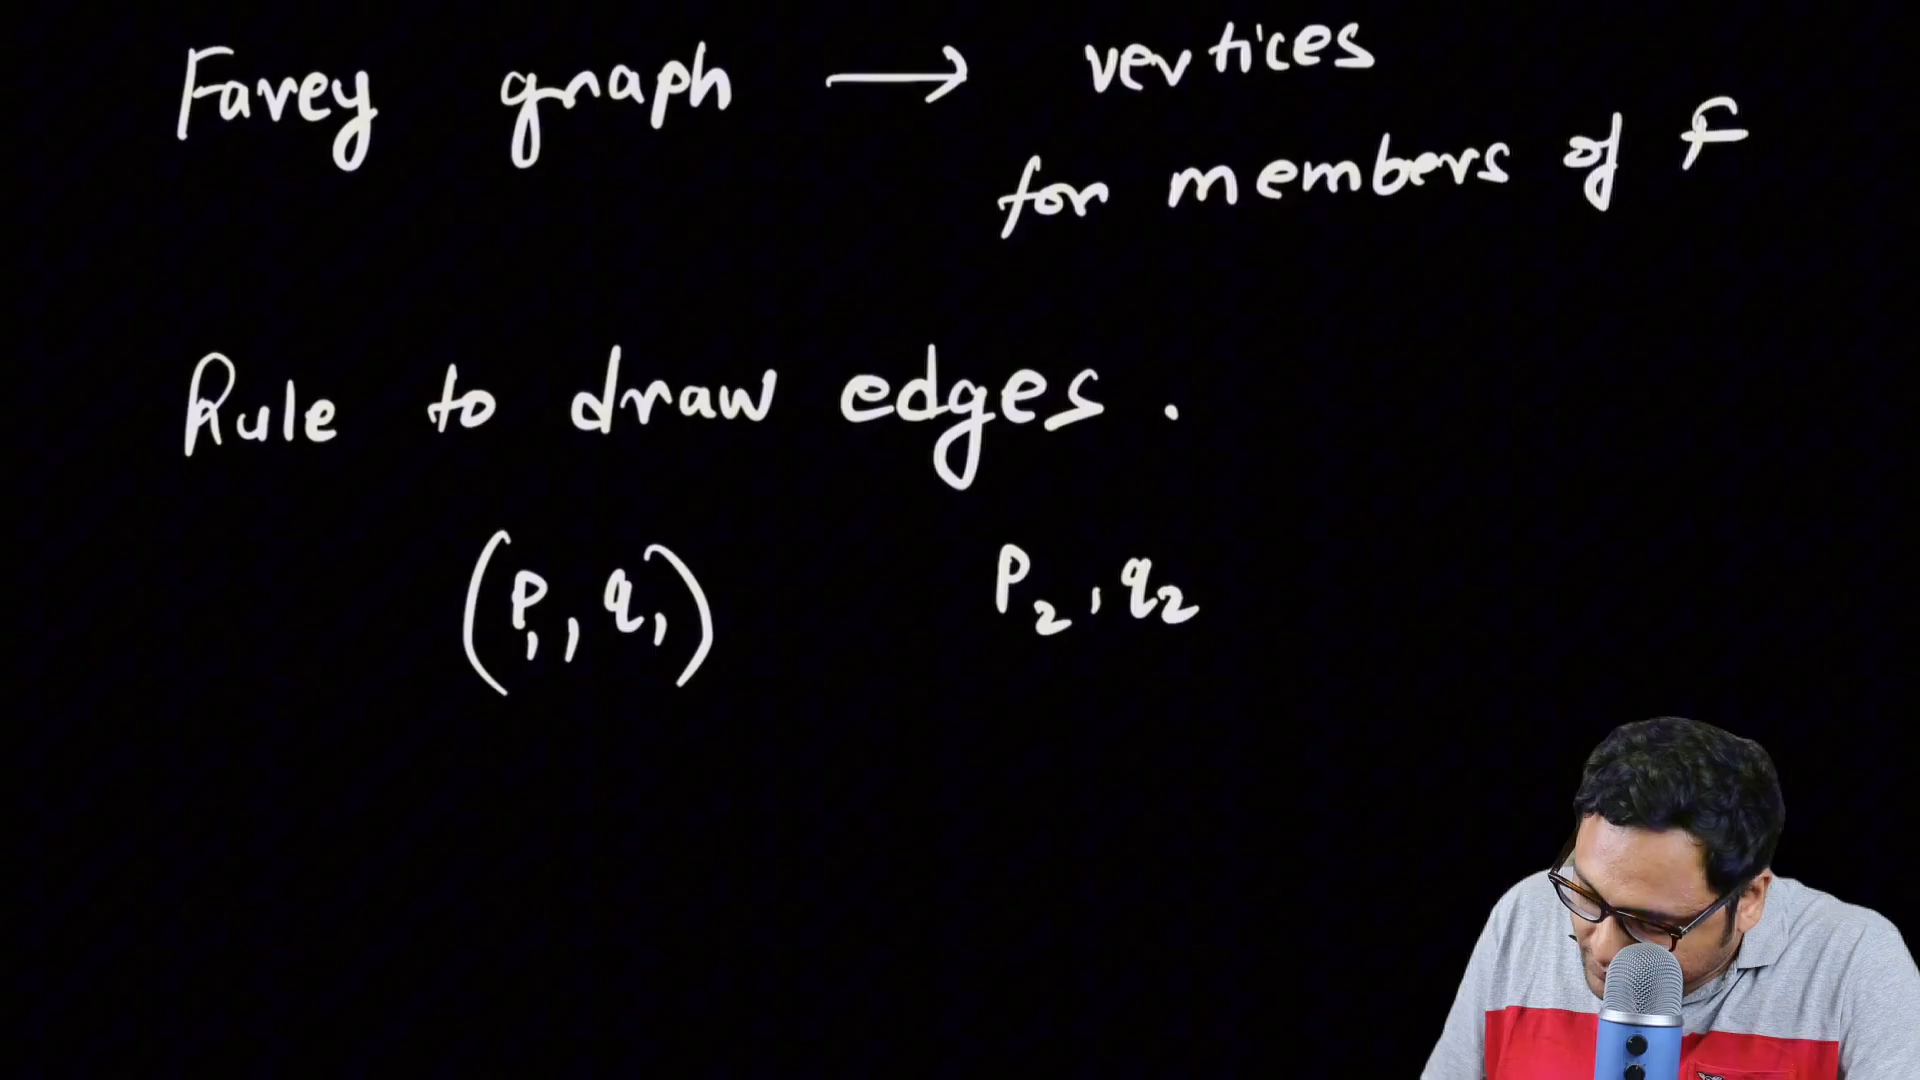 Farey graph → vertices
for members of F
Rule to draw edges .
(p₁, q₁) p₂, q₂